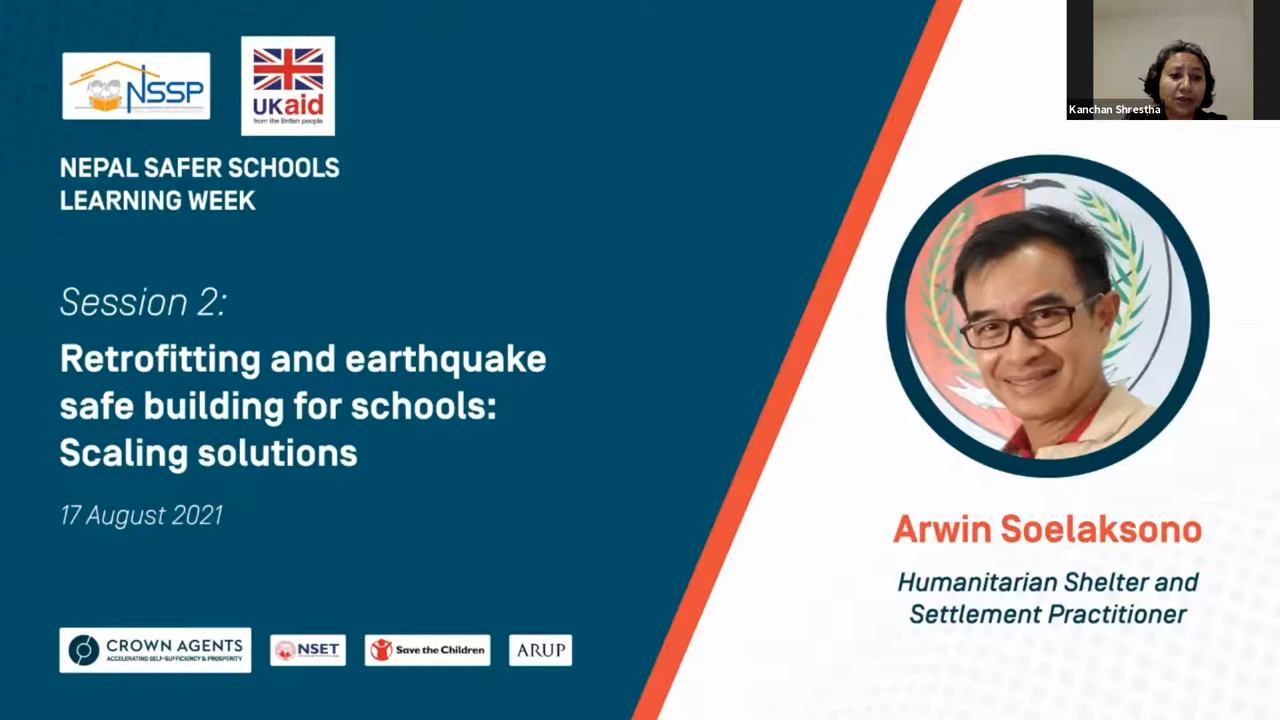 NSSP
UKaid
from the British people
Kanchan Shrestha
NEPAL SAFER SCHOOLS
LEARNING WEEK
Session 2:
Retrofitting and earthquake
safe building for schools:
Scaling solutions
17 August 2021
Arwin Soelaksono
Humanitarian Shelter and
Settlement Practitioner
CROWN AGENTS
ACCELERATING SELF-SUFFICIENCY & PROSPERITY
NSET
Save the Children
ARUP